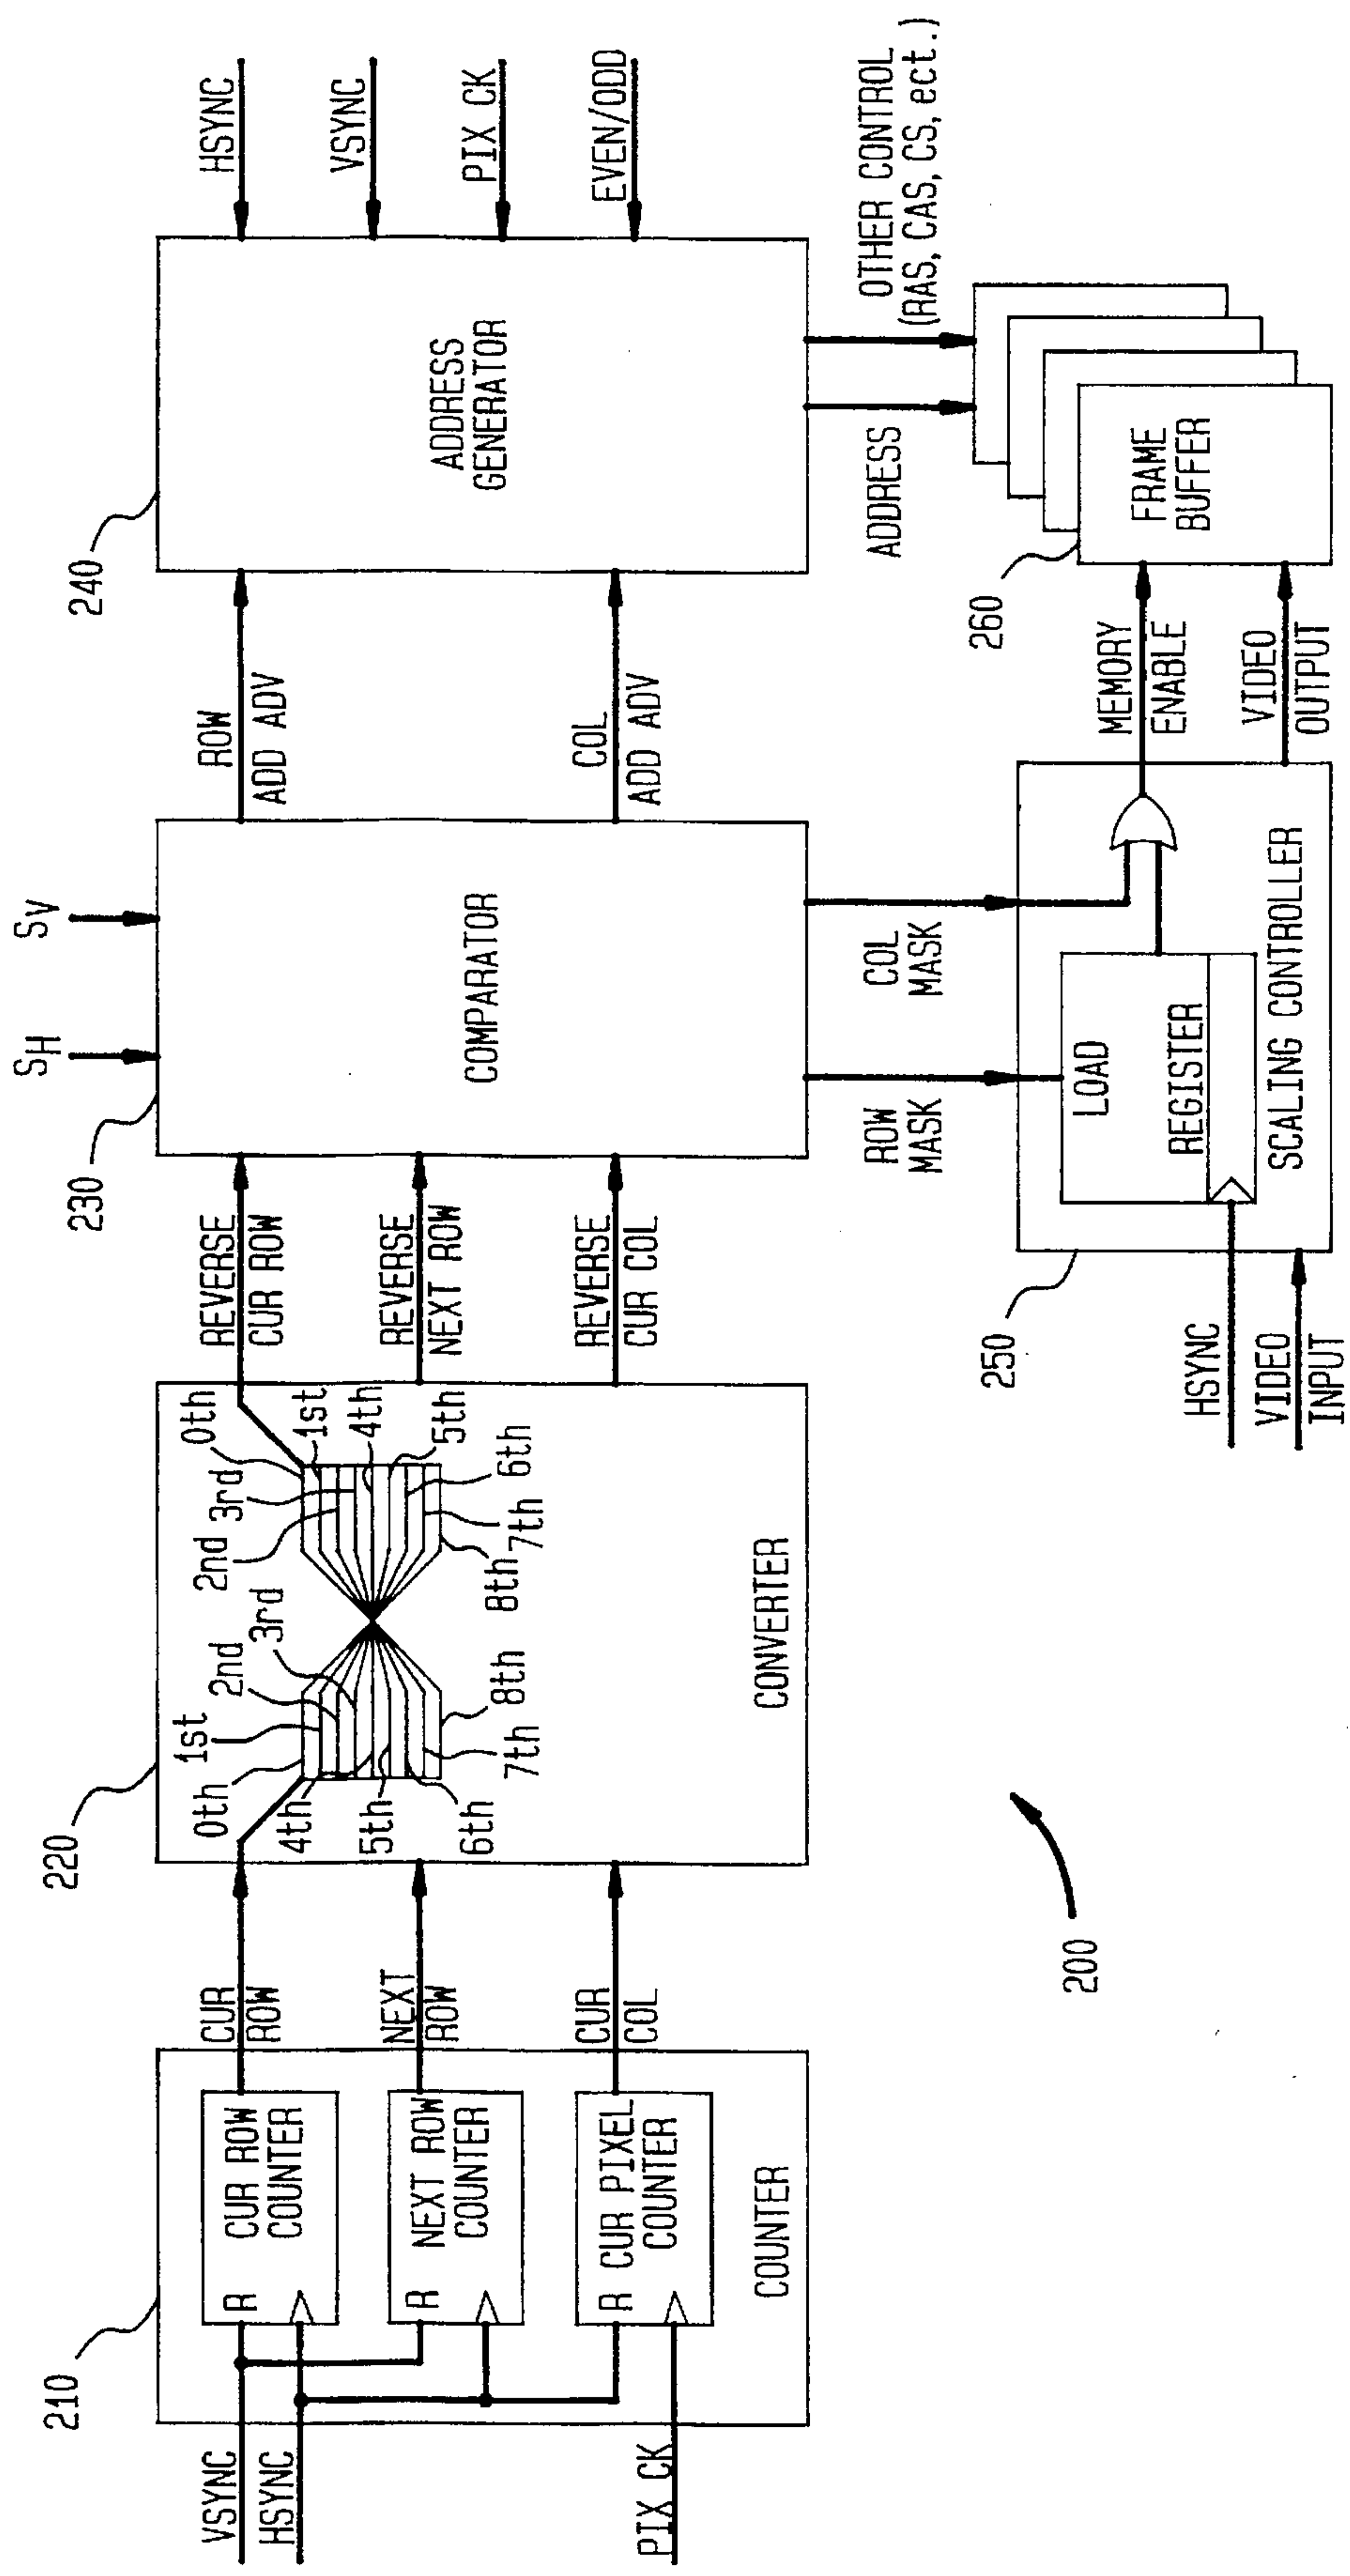 VSYNC
HSYNC
PIX CK
210
R
CUR ROW
COUNTER
R
NEXT ROW
COUNTER
R
CUR PIXEL
COUNTER
COUNTER
CUR
ROW
NEXT
ROW
CUR
COL
220
0th
1st
2nd
3rd
4th
5th
6th
7th
8th
0th
1st
2nd
3rd
4th
5th
6th
7th
8th
CONVERTER
REVERSE
CUR ROW
REVERSE
NEXT ROW
REVERSE
CUR COL
230
SH
SV
COMPARATOR
ROW
ADD ADV
COL
ADD ADV
240
ADDRESS
GENERATOR
HSYNC
VSYNC
PIX CK
EVEN/ODD
ROW
MASK
COL
MASK
ADDRESS
OTHER CONTROL
(RAS, CAS, CS, ect.)
200
250
HSYNC
VIDEO
INPUT
LOAD
REGISTER
SCALING CONTROLLER
MEMORY
ENABLE
VIDEO
OUTPUT
260
FRAME
BUFFER